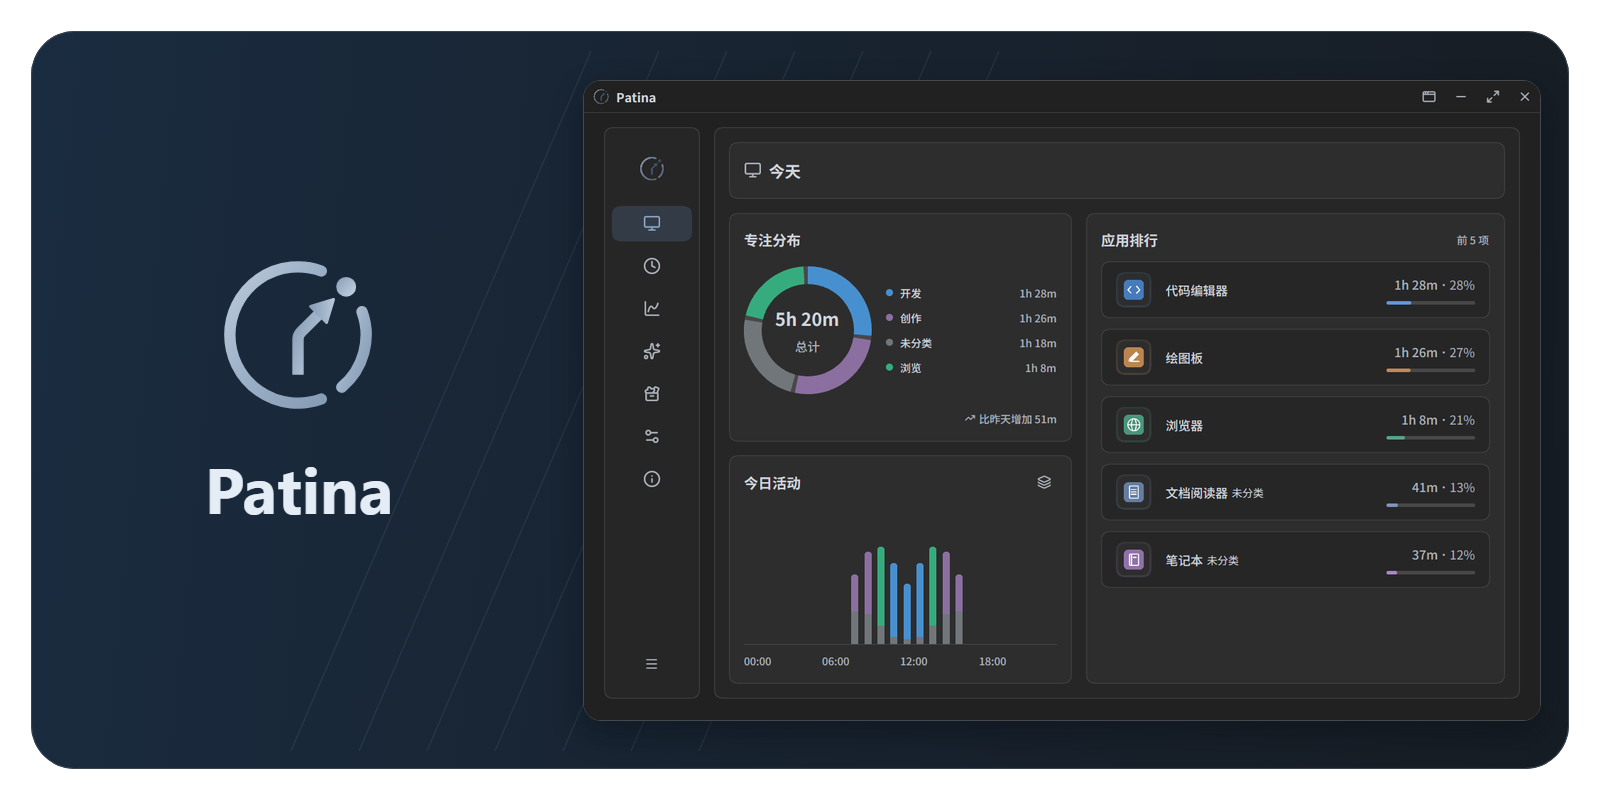 Patina
Patina
今天
专注分布
5h 20m
总计
开发 1h 28m
创作 1h 26m
未分类 1h 18m
浏览 1h 8m
比昨天增加 51m
今日活动
00:00 06:00 12:00 18:00
应用排行 前 5 项
代码编辑器 1h 28m · 28%
绘图板 1h 26m · 27%
浏览器 1h 8m · 21%
文档阅读器 未分类 41m · 13%
笔记本 未分类 37m · 12%